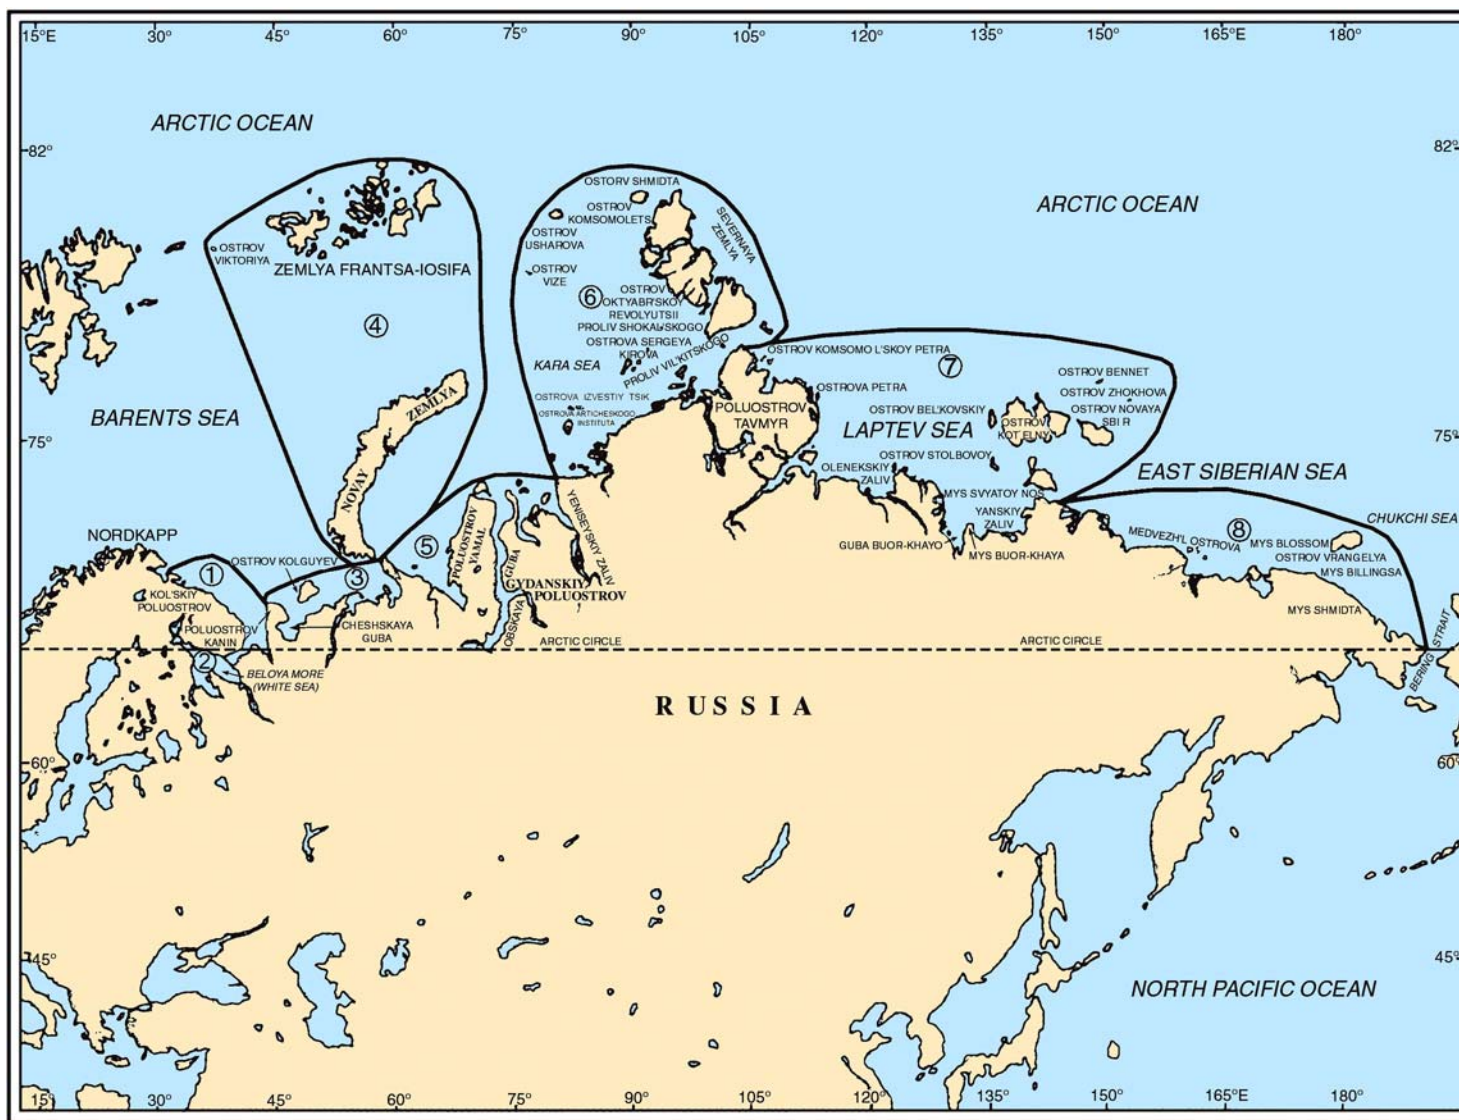 15°E 30° 45° 60° 75° 90° 105° 120° 135° 150° 165°E 180°
ARCTIC OCEAN
82° 82°
OSTORV SHMIDTA
OSTROV
KOMSOMOLETS
ARCTIC OCEAN
SEVERNAYA
ZEMLYA
OSTROV
USHAROVA
OSTROV
VIKTORIYA
ZEMLYA FRANTSA-IOSIFA
OSTROV
VIZE
6
OSTROV
OKTYABR'SKOY
REVOLYUTSII
4
PROLIV SHOKAL'SKOGO
OSTROVA SERGEYA
KIROVA
PROLIV VIL'KITSKOGO
KARA SEA
OSTROV KOMSOMO L'SKOY PETRA
7
OSTROV BENNET
OSTROVA PETRA
OSTROV ZHOKHOVA
OSTROVA IZVESTIY TSIK
OSTROVA ARTICHESKOGO
INSTITUTA
POLUOSTROV
TAVMYR
ZEMLYA
BARENTS SEA
OSTROV BEL'KOVSKIY
OSTROV NOVAYA
SBI R
OSTROV
KOT'ELNYY
LAPTEV SEA
75° 75°
OSTROV STOLBOVOY
OLENEKSKIY
ZALIV
EAST SIBERIAN SEA
NOVAY
MYS SVYATOY NOS
YANSKIY
ZALIV
CHUKCHI SEA
YENISEYSKIY ZALIV
NORDKAPP
POLUOSTROV
YAMAL
5
GUBA
8
MEDVEZH'L OSTROVA
MYS BLOSSOM
OSTROV VRANGELYA
MYS BILLINGSA
GUBA BUOR-KHAYO
MYS BUOR-KHAYA
OSTROV KOLGUYEV
1
3
GYDANSKIY
POLUOSTROV
KOL'SKIY
POLUOSTROV
MYS SHMIDTA
OBSKAYA
CHESHSKAYA
GUBA
POLUOSTROV
KANIN
ARCTIC CIRCLE ARCTIC CIRCLE
BERING STRAIT
2
BELOYA MORE
(WHITE SEA)
RUSSIA
60° 60°
45° 45°
NORTH PACIFIC OCEAN
15° 30° 45° 60° 75° 90° 105° 120° 135° 150° 165° 180°